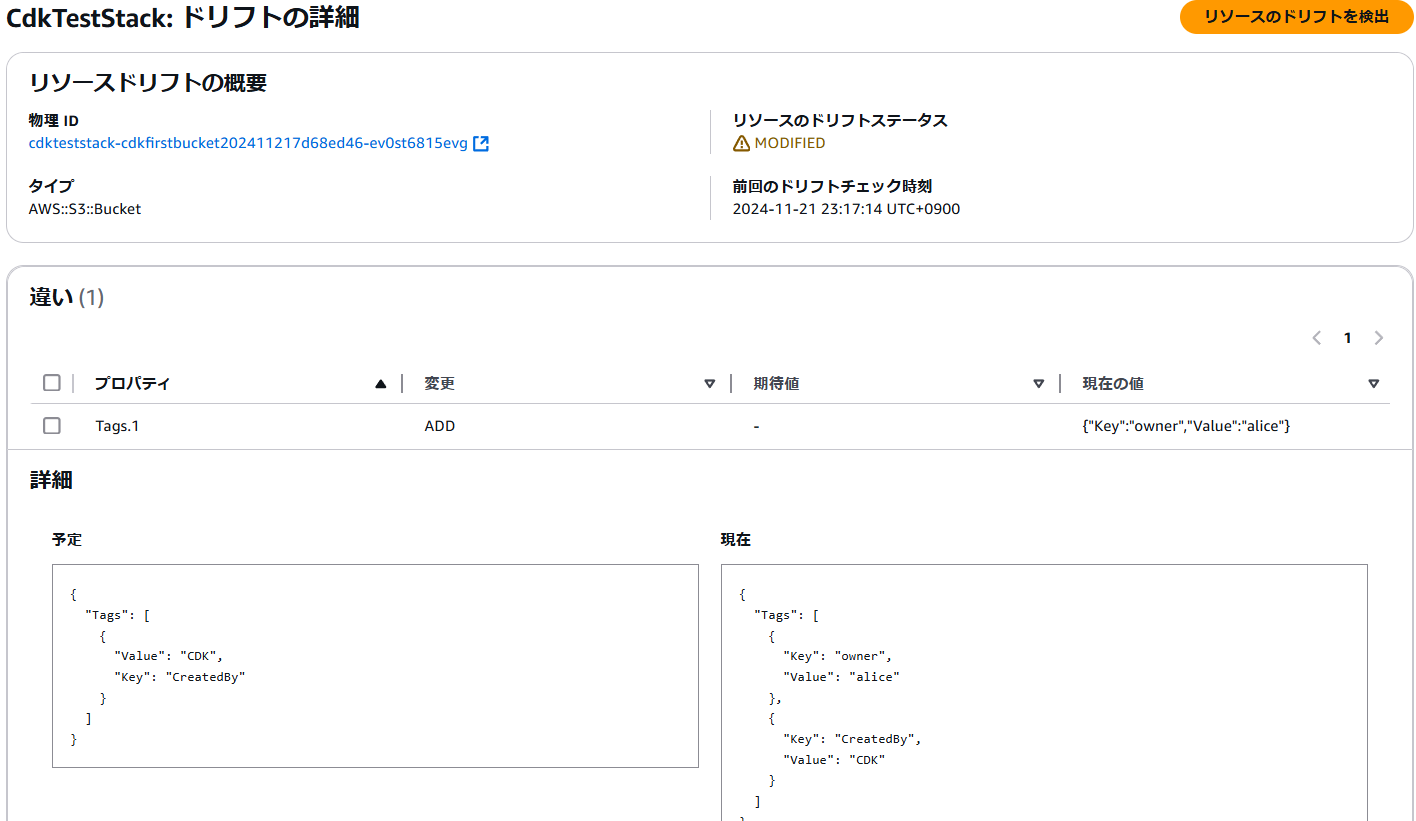 CdkTestStack: ドリフトの詳細
リソースのドリフトを検出
リソースドリフトの概要
物理 ID
cdkteststack-cdkfirstbucket202411217d68ed46-ev0st6815evg
リソースのドリフトステータス
MODIFIED
タイプ
AWS::S3::Bucket
前回のドリフトチェック時刻
2024-11-21 23:17:14 UTC+0900
違い (1)
1
プロパティ 変更 期待値 現在の値
Tags.1 ADD - {"Key":"owner","Value":"alice"}
詳細
予定
{
"Tags": [
{
"Value": "CDK",
"Key": "CreatedBy"
}
]
}
現在
{
"Tags": [
{
"Key": "owner",
"Value": "alice"
},
{
"Key": "CreatedBy",
"Value": "CDK"
}
]